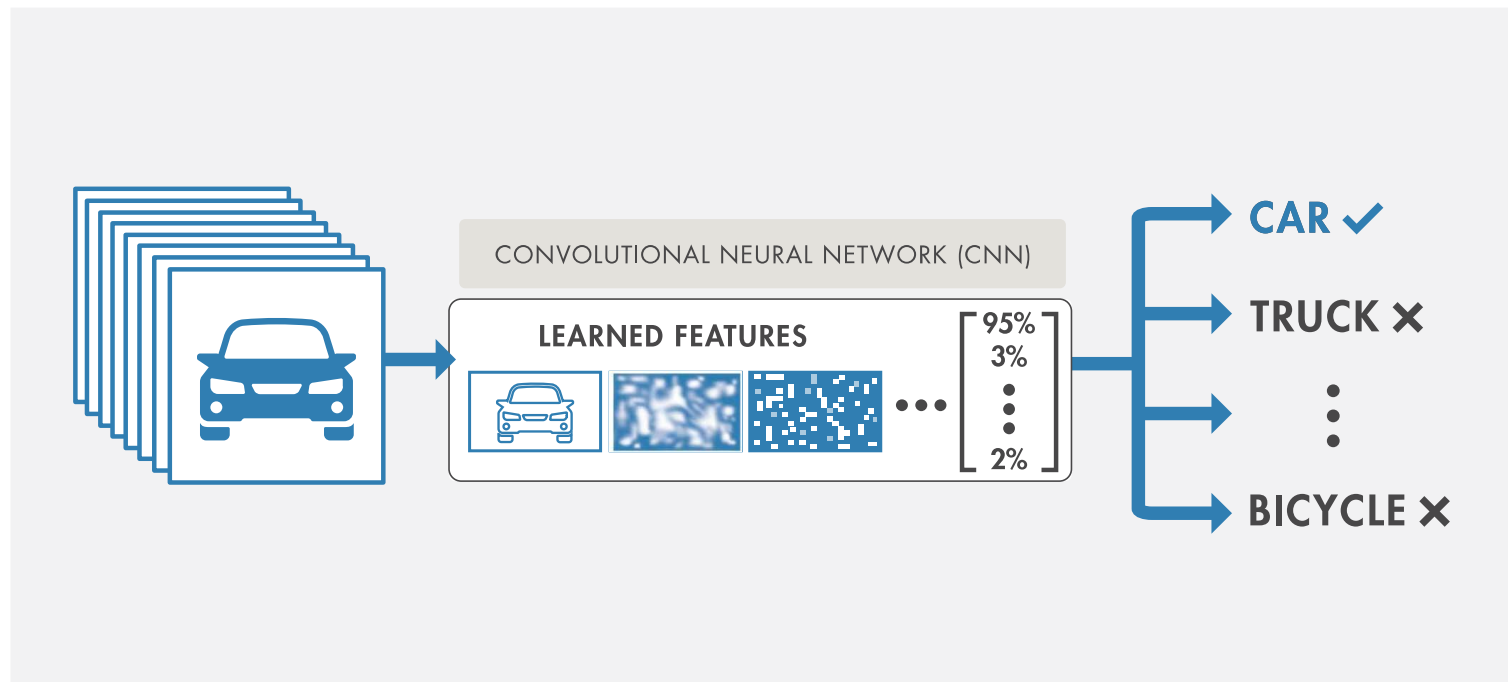 CONVOLUTIONAL NEURAL NETWORK (CNN)
LEARNED FEATURES
95%
3%
2%
CAR
TRUCK
BICYCLE